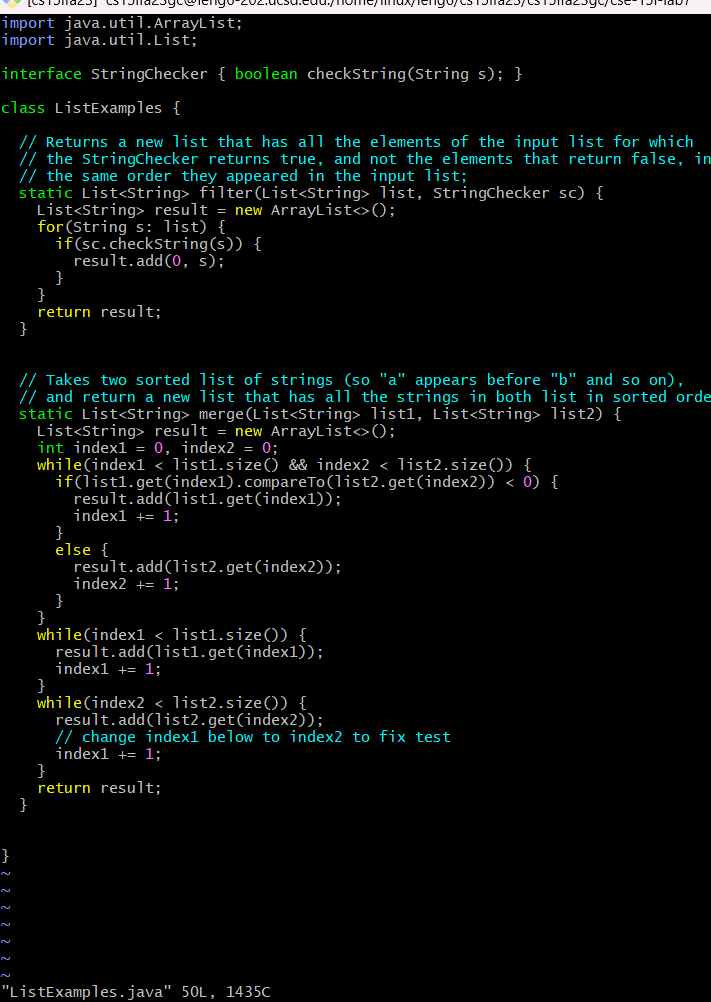 [cs15lfa23] cs15lfa23gc@ieng6-202.ucsd.edu:/home/linux/ieng6/cs15lfa23/cs15lfa23gc/cse-15l-lab7
import java.util.ArrayList;
import java.util.List;
interface StringChecker { boolean checkString(String s); }
class ListExamples {
  // Returns a new list that has all the elements of the input list for which
  // the StringChecker returns true, and not the elements that return false, in
  // the same order they appeared in the input list;
  static List<String> filter(List<String> list, StringChecker sc) {
    List<String> result = new ArrayList<>();
    for(String s: list) {
      if(sc.checkString(s)) {
        result.add(0, s);
      }
    }
    return result;
  }
  // Takes two sorted list of strings (so "a" appears before "b" and so on),
  // and return a new list that has all the strings in both list in sorted orde
  static List<String> merge(List<String> list1, List<String> list2) {
    List<String> result = new ArrayList<>();
    int index1 = 0, index2 = 0;
    while(index1 < list1.size() && index2 < list2.size()) {
      if(list1.get(index1).compareTo(list2.get(index2)) < 0) {
        result.add(list1.get(index1));
        index1 += 1;
      }
      else {
        result.add(list2.get(index2));
        index2 += 1;
      }
    }
    while(index1 < list1.size()) {
      result.add(list1.get(index1));
      index1 += 1;
    }
    while(index2 < list2.size()) {
      result.add(list2.get(index2));
      // change index1 below to index2 to fix test
      index1 += 1;
    }
    return result;
  }
}
~
~
~
~
~
~
~
"ListExamples.java" 50L, 1435C